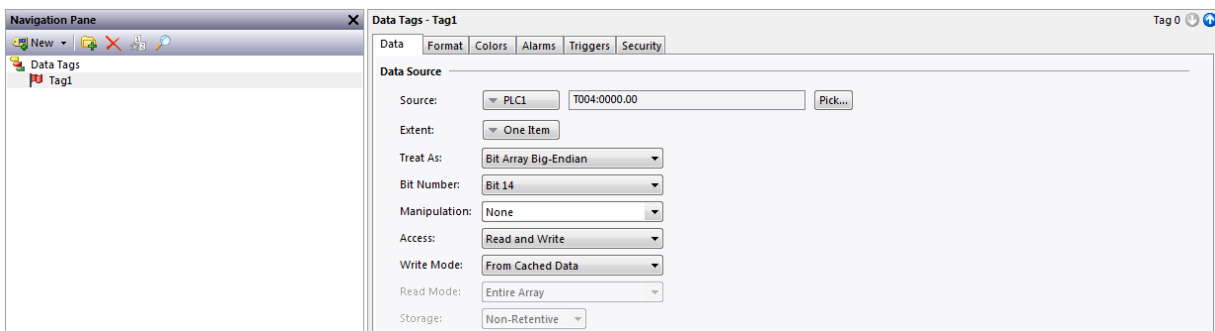 Navigation Pane
New
Data Tags
Tag1
Data Tags - Tag1
Tag 0
Data Format Colors Alarms Triggers Security
Data Source
Source: PLC1 T004:0000.00 Pick...
Extent: One Item
Treat As: Bit Array Big-Endian
Bit Number: Bit 14
Manipulation: None
Access: Read and Write
Write Mode: From Cached Data
Read Mode: Entire Array
Storage: Non-Retentive